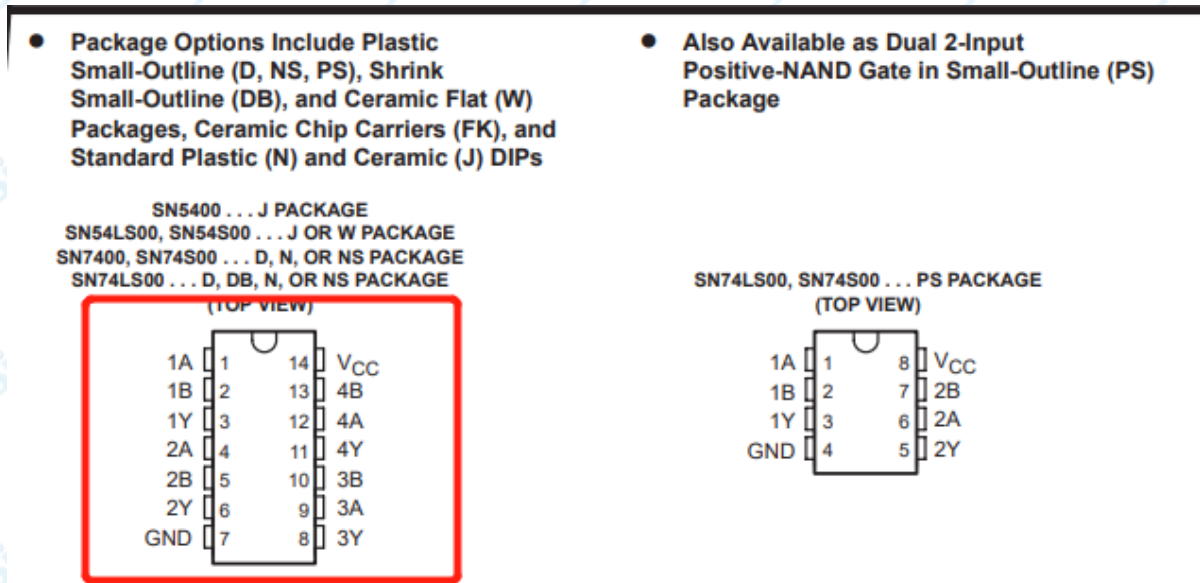 ● Package Options Include Plastic
Small-Outline (D, NS, PS), Shrink
Small-Outline (DB), and Ceramic Flat (W)
Packages, Ceramic Chip Carriers (FK), and
Standard Plastic (N) and Ceramic (J) DIPs
● Also Available as Dual 2-Input
Positive-NAND Gate in Small-Outline (PS)
Package
SN5400 . . . J PACKAGE
SN54LS00, SN54S00 . . . J OR W PACKAGE
SN7400, SN74S00 . . . D, N, OR NS PACKAGE
SN74LS00 . . . D, DB, N, OR NS PACKAGE
(TOP VIEW)
1A 1 14 VCC
1B 2 13 4B
1Y 3 12 4A
2A 4 11 4Y
2B 5 10 3B
2Y 6 9 3A
GND 7 8 3Y
SN74LS00, SN74S00 . . . PS PACKAGE
(TOP VIEW)
1A 1 8 VCC
1B 2 7 2B
1Y 3 6 2A
GND 4 5 2Y